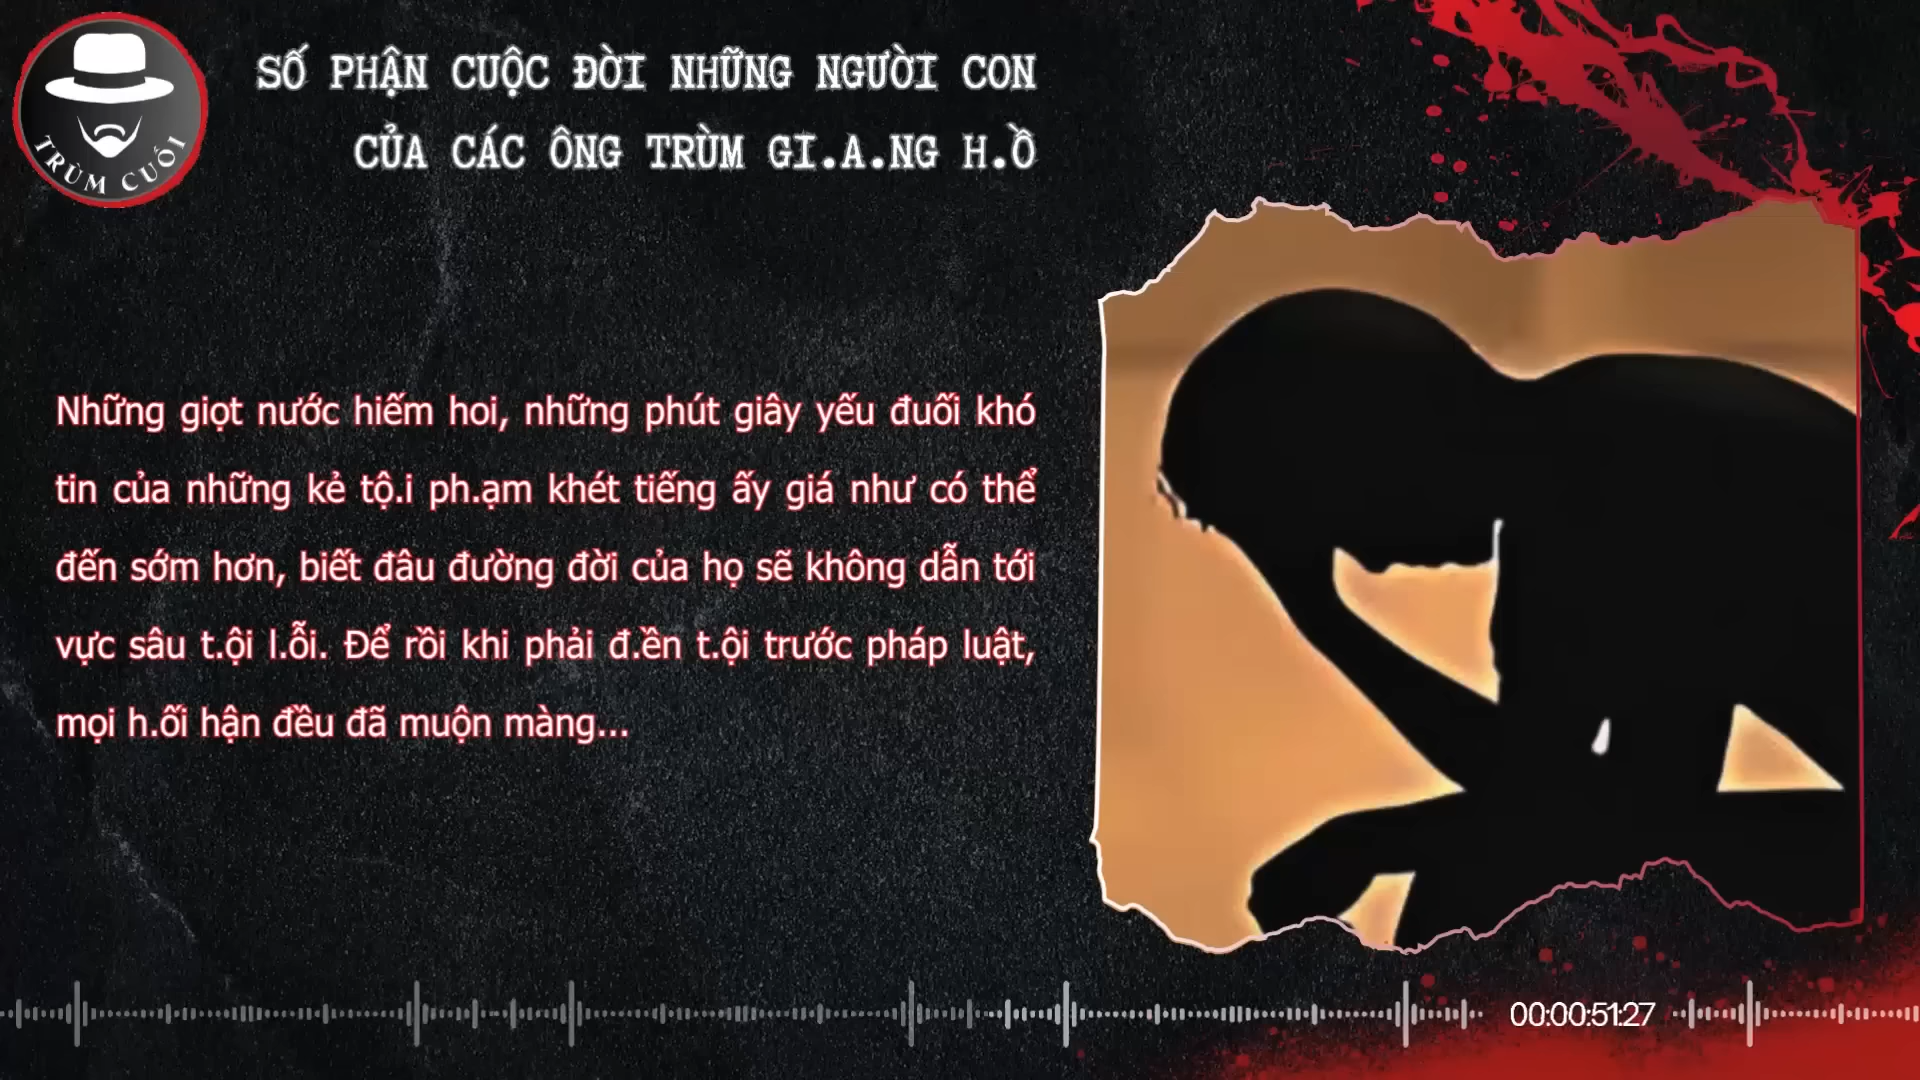 TRÙM CUỐI
SỐ PHẬN CUỘC ĐỜI NHỮNG NGƯỜI CON
CỦA CÁC ÔNG TRÙM GI.A.NG H.Ồ
Những giọt nước hiếm hoi, những phút giây yếu đuối khó
tin của những kẻ tộ.i ph.ạm khét tiếng ấy giá như có thể
đến sớm hơn, biết đâu đường đời của họ sẽ không dẫn tới
vực sâu t.ội l.ỗi. Để rồi khi phải đ.ền t.ội trước pháp luật,
mọi h.ối hận đều đã muộn màng...
00:00:51:27